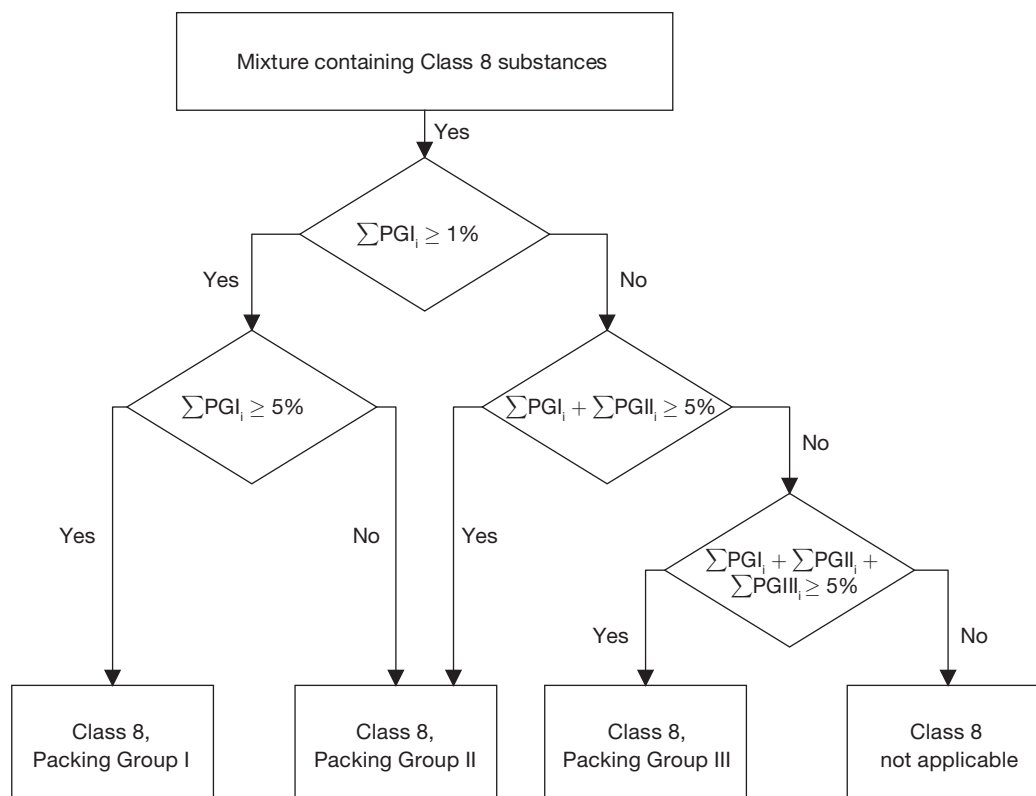 Mixture containing Class 8 substances
Yes
∑PGIᵢ ≥ 1%
Yes
No
∑PGIᵢ ≥ 5%
∑PGIᵢ + ∑PGIIᵢ ≥ 5%
No
Yes
No
Yes
∑PGIᵢ + ∑PGIIᵢ +
∑PGIIIᵢ ≥ 5%
Yes
No
Class 8,
Packing Group I
Class 8,
Packing Group II
Class 8,
Packing Group III
Class 8
not applicable